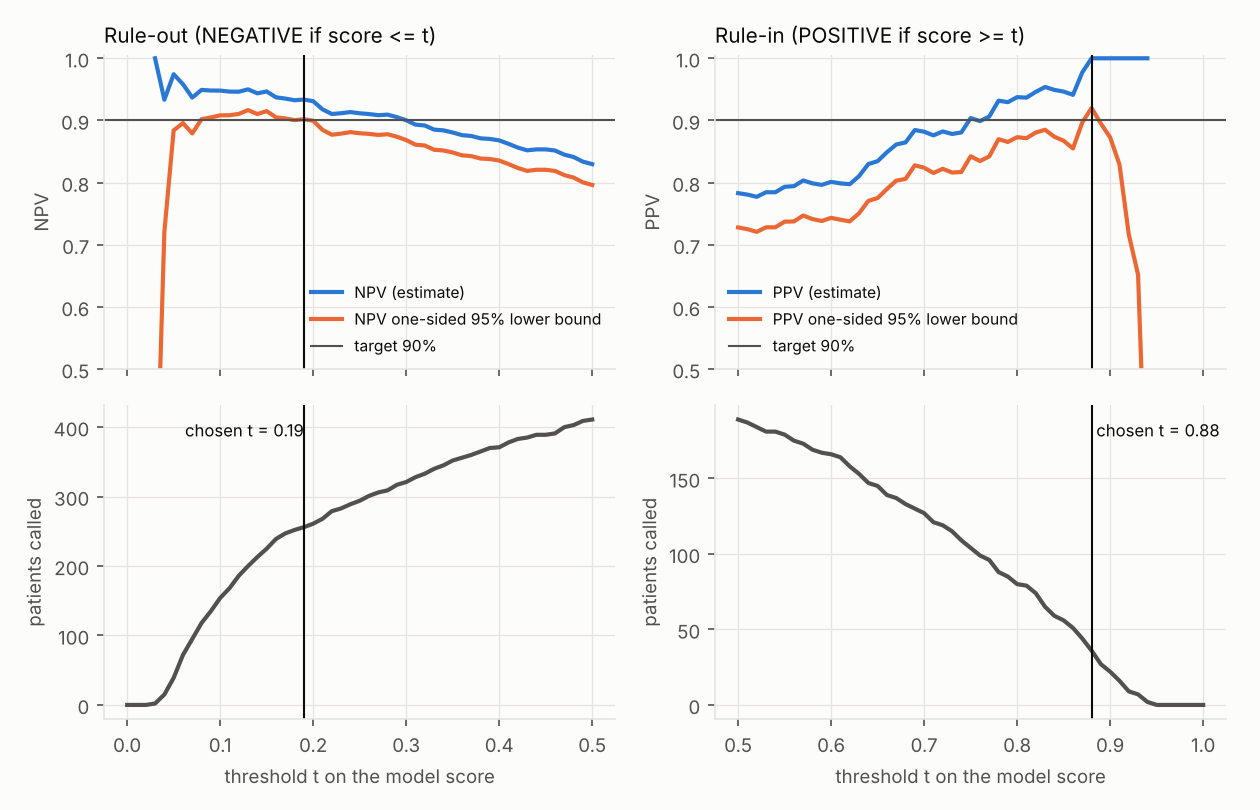 Rule-out (NEGATIVE if score <= t)
1.0
0.9
0.8
0.7
0.6
0.5
NPV
NPV (estimate)
NPV one-sided 95% lower bound
target 90%
Rule-in (POSITIVE if score >= t)
1.0
0.9
0.8
0.7
0.6
0.5
PPV
PPV (estimate)
PPV one-sided 95% lower bound
target 90%
400
300
200
100
0
patients called
chosen t = 0.19
0.0
0.1
0.2
0.3
0.4
0.5
threshold t on the model score
150
100
50
0
patients called
chosen t = 0.88
0.5
0.6
0.7
0.8
0.9
1.0
threshold t on the model score